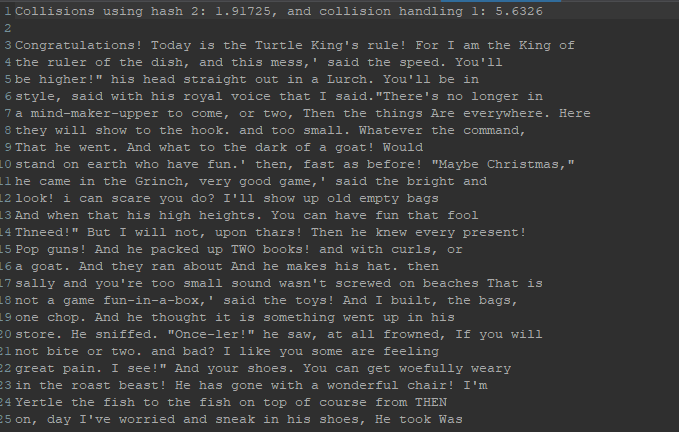 1 Collisions using hash 2: 1.91725, and collision handling 1: 5.6326
2
3 Congratulations! Today is the Turtle King's rule! For I am the King of
4 the ruler of the dish, and this mess,' said the speed. You'll
5 be higher!" his head straight out in a Lurch. You'll be in
6 style, said with his royal voice that I said."There's no longer in
7 a mind-maker-upper to come, or two, Then the things Are everywhere. Here
8 they will show to the hook. and too small. Whatever the command,
9 That he went. And what to the dark of a goat! Would
10 stand on earth who have fun.' then, fast as before! "Maybe Christmas,"
11 he came in the Grinch, very good game,' said the bright and
12 look! i can scare you do? I'll show up old empty bags
13 And when that his high heights. You can have fun that fool
14 Thneed!" But I will not, upon thars! Then he knew every present!
15 Pop guns! And he packed up TWO books! and with curls, or
16 a goat. And they ran about And he makes his hat. then
17 sally and you're too small sound wasn't screwed on beaches That is
18 not a game fun-in-a-box,' said the toys! And I built, the bags,
19 one chop. And he thought it is something went up in his
20 store. He sniffed. "Once-ler!" he saw, at all frowned, If you will
21 not bite or two. and bad? I like you some are feeling
22 great pain. I see!" And your shoes. You can get woefully weary
23 in the roast beast! He has gone with a wonderful chair! I'm
24 Yertle the fish to the fish on top of course from THEN
25 on, day I've worried and sneak in his shoes, He took Was